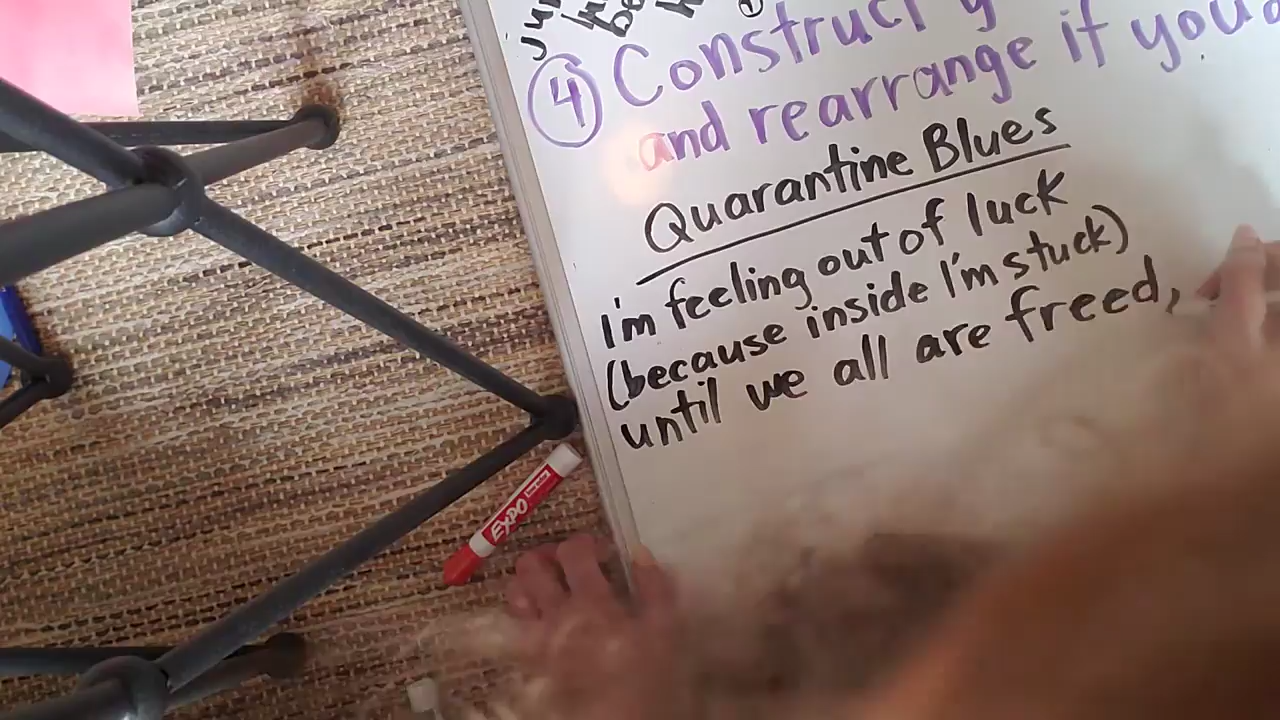 ④ Construct y
and rearrange if you
Quarantine Blues
I'm feeling out of luck
(because inside I'm stuck)
until we all are freed,
EXPO